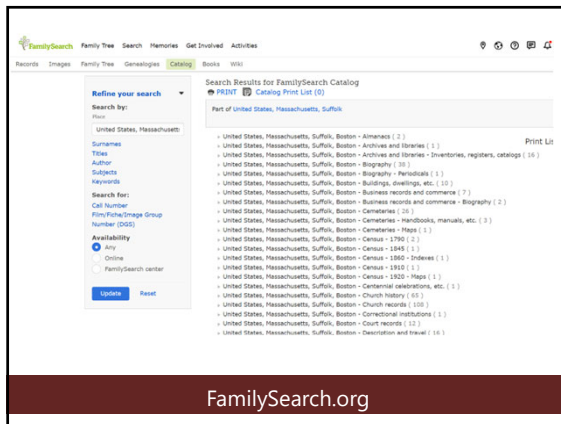 FamilySearch Family Tree Search Memories Get Involved Activities
Records Images Family Tree Genealogies Catalog Books Wiki
Refine your search
Search by:
Place
United States, Massachusett
Surnames
Titles
Author
Subjects
Keywords
Search for:
Call Number
Film/Fiche/Image Group
Number (DGS)
Availability
Any
Online
FamilySearch center
Update Reset
Search Results for FamilySearch Catalog
PRINT Catalog Print List (0)
Part of United States, Massachusetts, Suffolk
Print Lis
United States, Massachusetts, Suffolk, Boston - Almanacs ( 2 )
United States, Massachusetts, Suffolk, Boston - Archives and libraries ( 1 )
United States, Massachusetts, Suffolk, Boston - Archives and libraries - Inventories, registers, catalogs ( 16 )
United States, Massachusetts, Suffolk, Boston - Biography ( 38 )
United States, Massachusetts, Suffolk, Boston - Biography - Periodicals ( 1 )
United States, Massachusetts, Suffolk, Boston - Buildings, dwellings, etc. ( 10 )
United States, Massachusetts, Suffolk, Boston - Business records and commerce ( 7 )
United States, Massachusetts, Suffolk, Boston - Business records and commerce - Biography ( 2 )
United States, Massachusetts, Suffolk, Boston - Cemeteries ( 26 )
United States, Massachusetts, Suffolk, Boston - Cemeteries - Handbooks, manuals, etc. ( 3 )
United States, Massachusetts, Suffolk, Boston - Cemeteries - Maps ( 1 )
United States, Massachusetts, Suffolk, Boston - Census - 1790 ( 2 )
United States, Massachusetts, Suffolk, Boston - Census - 1845 ( 1 )
United States, Massachusetts, Suffolk, Boston - Census - 1860 - Indexes ( 1 )
United States, Massachusetts, Suffolk, Boston - Census - 1910 ( 1 )
United States, Massachusetts, Suffolk, Boston - Census - 1920 - Maps ( 1 )
United States, Massachusetts, Suffolk, Boston - Centennial celebrations, etc. ( 1 )
United States, Massachusetts, Suffolk, Boston - Church history ( 65 )
United States, Massachusetts, Suffolk, Boston - Church records ( 108 )
United States, Massachusetts, Suffolk, Boston - Correctional institutions ( 1 )
United States, Massachusetts, Suffolk, Boston - Court records ( 12 )
United States, Massachusetts, Suffolk, Boston - Description and travel ( 16 )
FamilySearch.org